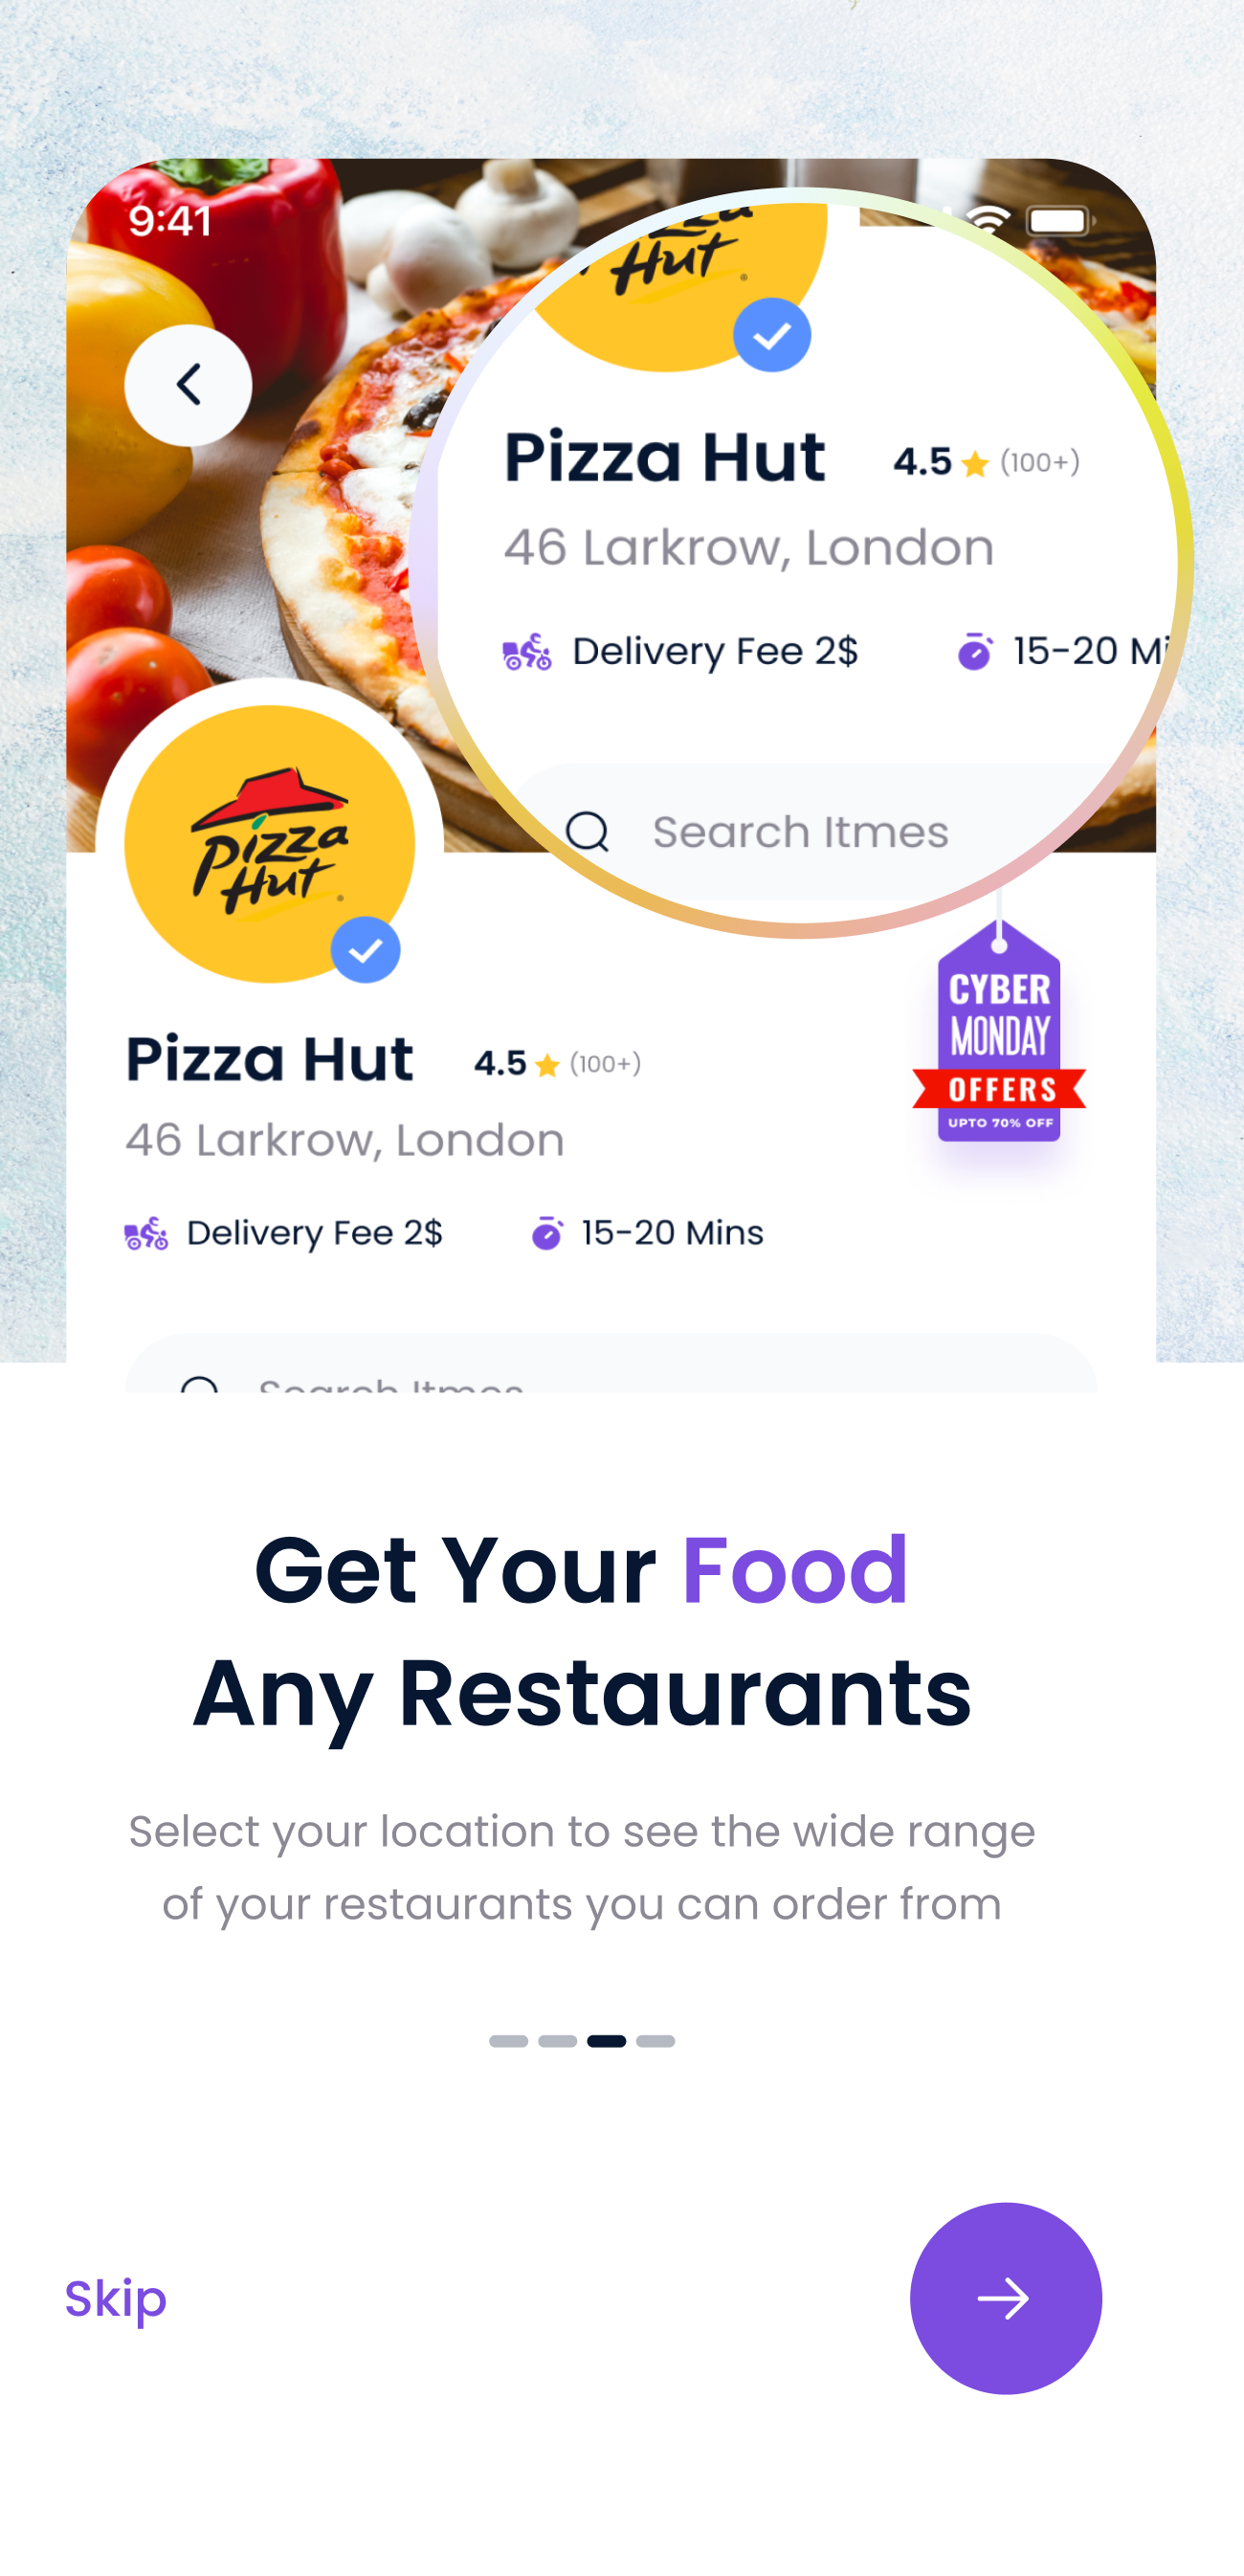 9:41
zza
Hut
Pizza Hut 4.5 (100+)
46 Larkrow, London
Delivery Fee 2$ 15-20 Mi
Search Itmes
Pizza
Hut
CYBER
MONDAY
OFFERS
UPTO 70% OFF
Pizza Hut 4.5 (100+)
46 Larkrow, London
Delivery Fee 2$ 15-20 Mins
Search Itmes
Get Your Food
Any Restaurants
Select your location to see the wide range
of your restaurants you can order from
Skip